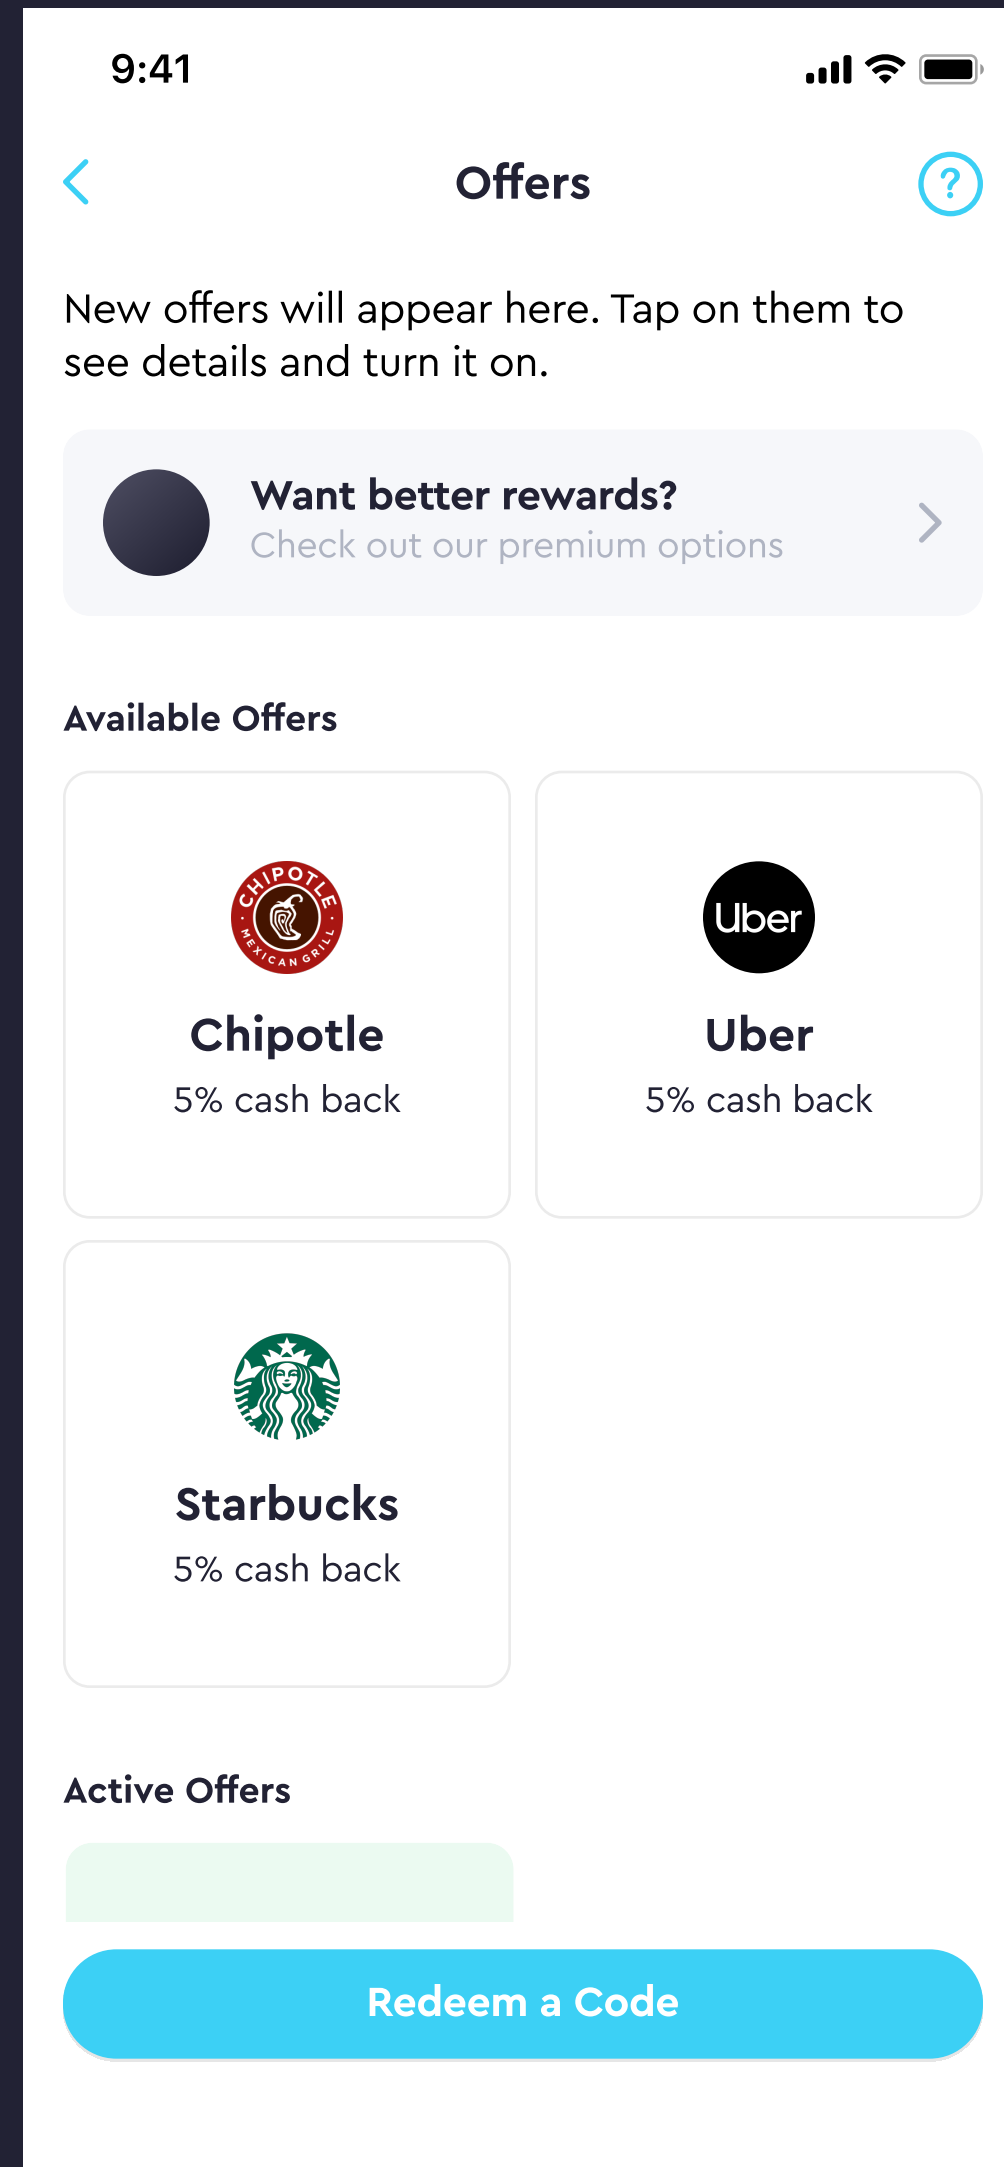 9:41
Offers
?
New offers will appear here. Tap on them to
see details and turn it on.
Want better rewards?
Check out our premium options
Available Offers
CHIPOTLE
MEXICAN GRILL
Chipotle
5% cash back
Uber
Uber
5% cash back
Starbucks
5% cash back
Active Offers
Redeem a Code